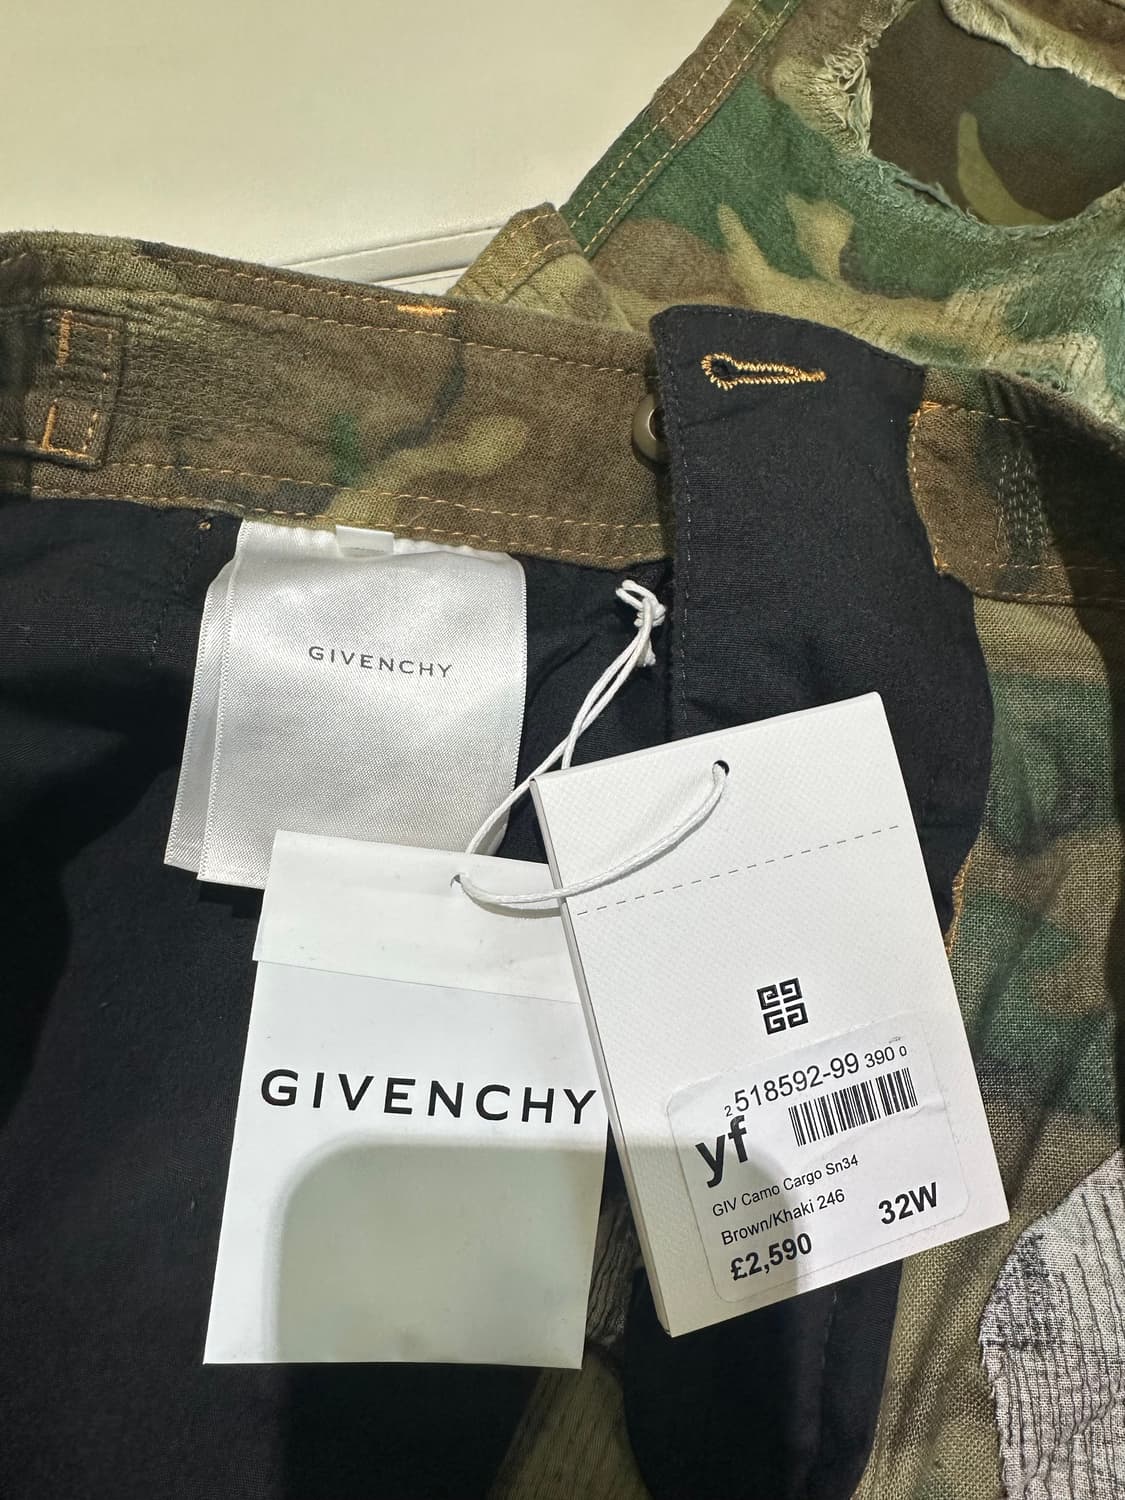 GIVENCHY
GIVENCHY
2 518592-99 390 0
yf
GIV Camo Cargo Sn34
Brown/Khaki 246
32W
£2,590